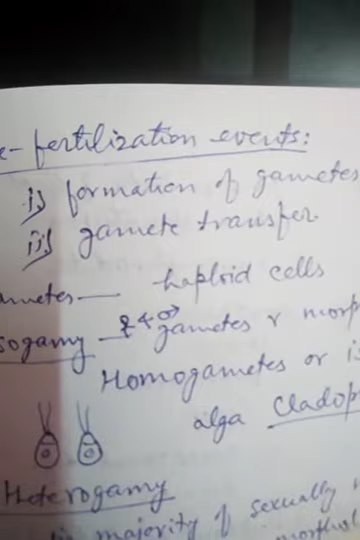 e- fertilization events:
i) formation of gametes
ii) gamete transfer.
ametes — haploid cells
sogamy - ♀ & ♂ gametes r morp
Homogametes or is
alga Cladop
Heterogamy
majority of sexually